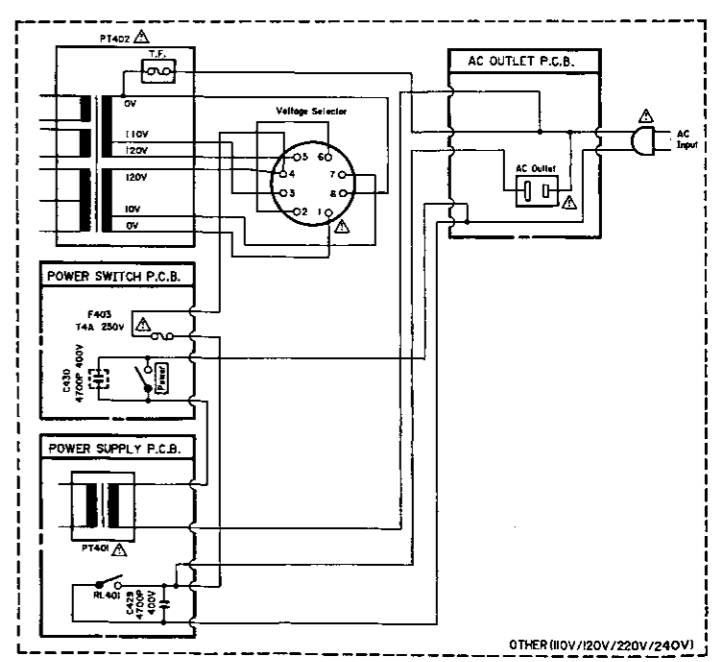 PT402
T.F.
0V
110V
120V
120V
10V
0V
Voltage Selector
5 6
4 7
3 8
2 1
AC OUTLET P.C.B.
AC Outlet
AC
Input
POWER SWITCH P.C.B.
F403
T4A 250V
C430
4700P 400V
Power
POWER SUPPLY P.C.B.
PT401
RL401
C429
4700P
400V
OTHER (110V/120V/220V/240V)